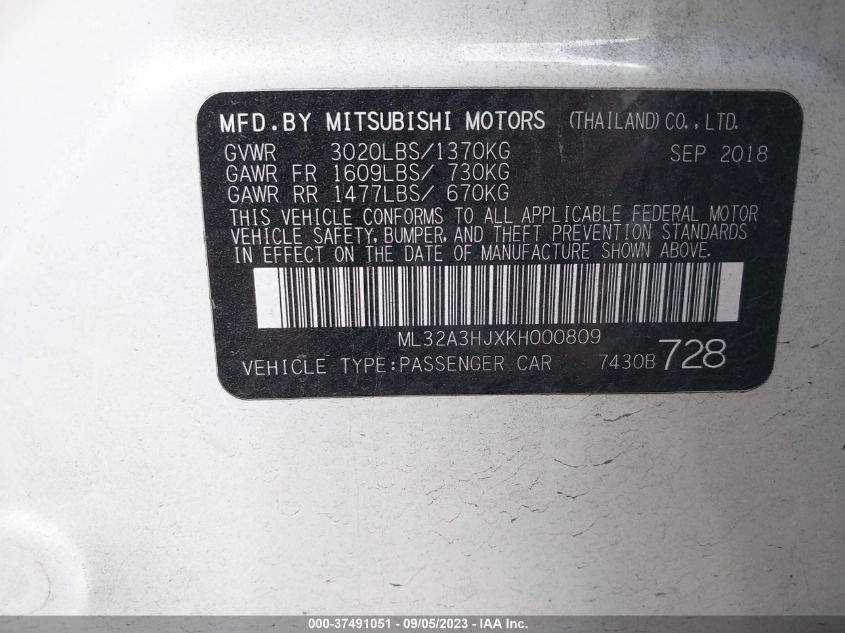 MFD.BY MITSUBISHI MOTORS (THAILAND)CO.,LTD.
GVWR 3020LBS/1370KG SEP 2018
GAWR FR 1609LBS/ 730KG
GAWR RR 1477LBS/ 670KG
THIS VEHICLE CONFORMS TO ALL APPLICABLE FEDERAL MOTOR
VEHICLE SAFETY, BUMPER, AND THEFT PREVENTION STANDARDS
IN EFFECT ON THE DATE OF MANUFACTURE SHOWN ABOVE.
ML32A3HJXKH000809
VEHICLE TYPE:PASSENGER CAR 7430B 728
000-37491051 - 09/05/2023 - © IAA Inc.